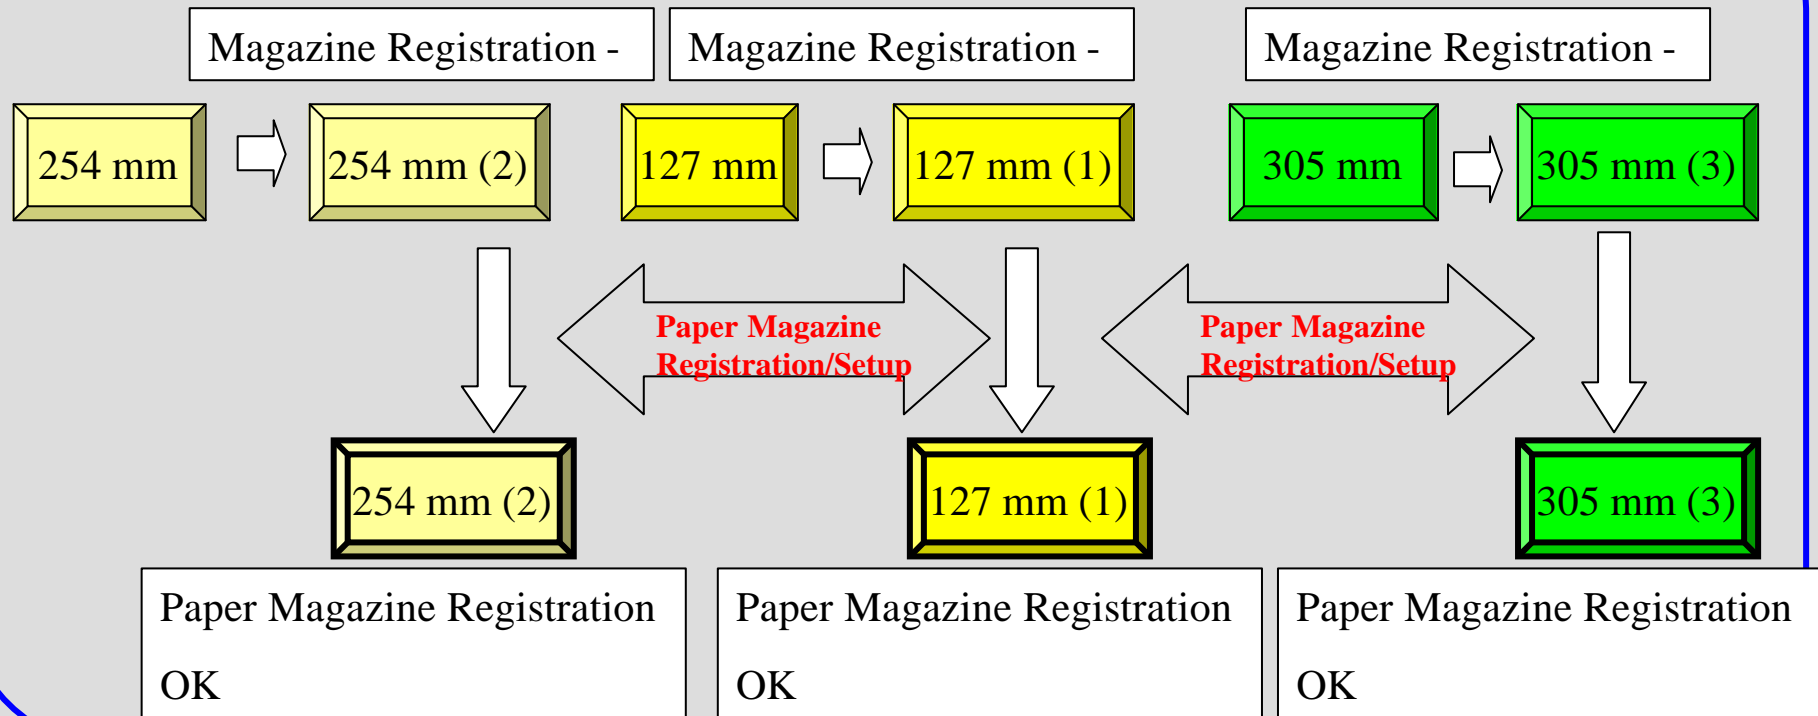 Magazine Registration -
Magazine Registration -
Magazine Registration -
254 mm
254 mm (2)
127 mm
127 mm (1)
305 mm
305 mm (3)
Paper Magazine
Registration/Setup
Paper Magazine
Registration/Setup
254 mm (2)
127 mm (1)
305 mm (3)
Paper Magazine Registration
OK
Paper Magazine Registration
OK
Paper Magazine Registration
OK